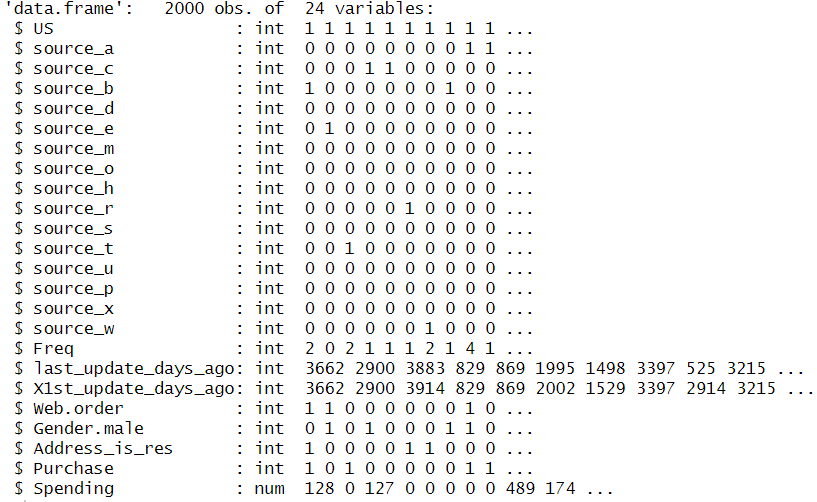 'data.frame':   2000 obs. of  24 variables:
 $ US                  : int  1 1 1 1 1 1 1 1 1 1 ...
 $ source_a            : int  0 0 0 0 0 0 0 0 1 1 ...
 $ source_c            : int  0 0 0 1 1 0 0 0 0 0 ...
 $ source_b            : int  1 0 0 0 0 0 0 1 0 0 ...
 $ source_d            : int  0 0 0 0 0 0 0 0 0 0 ...
 $ source_e            : int  0 1 0 0 0 0 0 0 0 0 ...
 $ source_m            : int  0 0 0 0 0 0 0 0 0 0 ...
 $ source_o            : int  0 0 0 0 0 0 0 0 0 0 ...
 $ source_h            : int  0 0 0 0 0 0 0 0 0 0 ...
 $ source_r            : int  0 0 0 0 0 1 0 0 0 0 ...
 $ source_s            : int  0 0 0 0 0 0 0 0 0 0 ...
 $ source_t            : int  0 0 1 0 0 0 0 0 0 0 ...
 $ source_u            : int  0 0 0 0 0 0 0 0 0 0 ...
 $ source_p            : int  0 0 0 0 0 0 0 0 0 0 ...
 $ source_x            : int  0 0 0 0 0 0 0 0 0 0 ...
 $ source_w            : int  0 0 0 0 0 0 1 0 0 0 ...
 $ Freq                : int  2 0 2 1 1 1 2 1 4 1 ...
 $ last_update_days_ago: int  3662 2900 3883 829 869 1995 1498 3397 525 3215 ...
 $ X1st_update_days_ago: int  3662 2900 3914 829 869 2002 1529 3397 2914 3215 ...
 $ Web.order           : int  1 1 0 0 0 0 0 0 1 0 ...
 $ Gender.male         : int  0 1 0 1 0 0 0 1 1 0 ...
 $ Address_is_res      : int  1 0 0 0 0 1 1 0 0 0 ...
 $ Purchase            : int  1 0 1 0 0 0 0 0 1 1 ...
 $ Spending            : num  128 0 127 0 0 0 0 0 489 174 ...